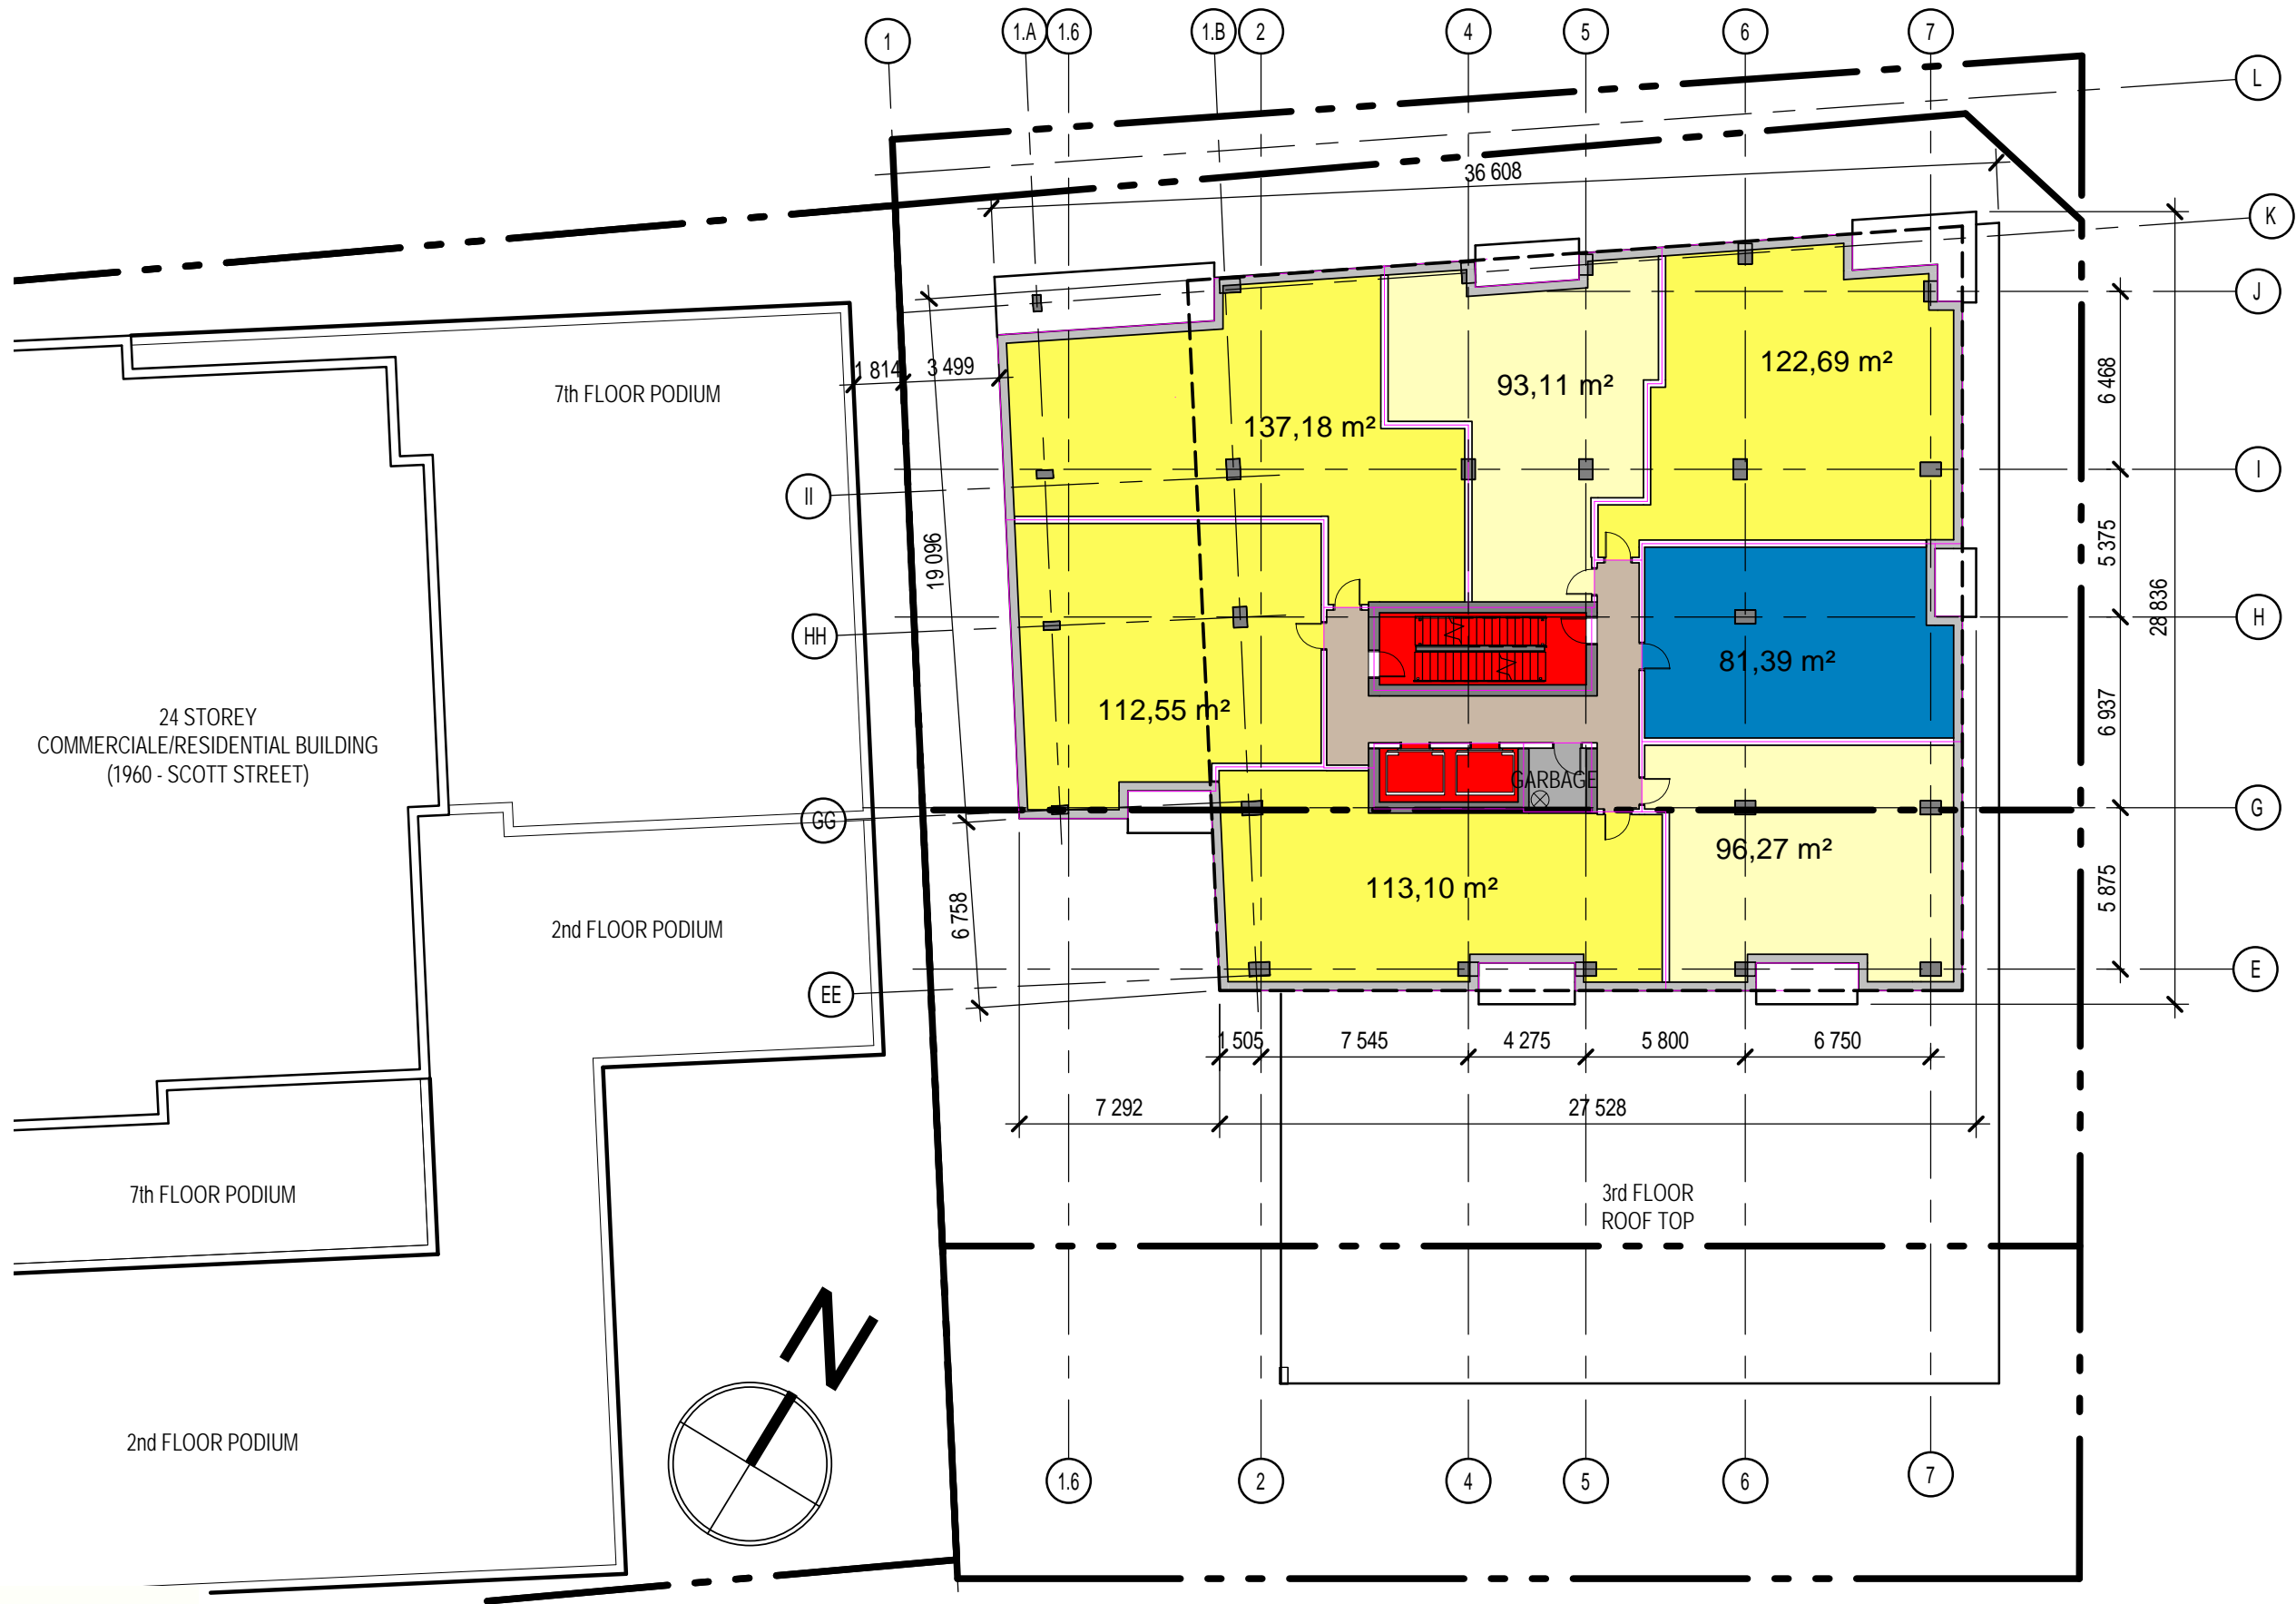 1
1.A
1.6
1.B
2
4
5
6
7
L
36 608
K
J
1 814
3 499
7th FLOOR PODIUM
93,11 m²
122,69 m²
6 468
137,18 m²
I
II
19 096
5 375
28 836
H
HH
81,39 m²
24 STOREY
COMMERCIALE/RESIDENTIAL BUILDING
(1960 - SCOTT STREET)
112,55 m²
6 937
GARBAGE
G
GG
96,27 m²
113,10 m²
5 875
6 758
2nd FLOOR PODIUM
E
EE
1 505
7 545
4 275
5 800
6 750
7 292
27 528
7th FLOOR PODIUM
3rd FLOOR
ROOF TOP
N
2nd FLOOR PODIUM
1.6
2
4
5
6
7